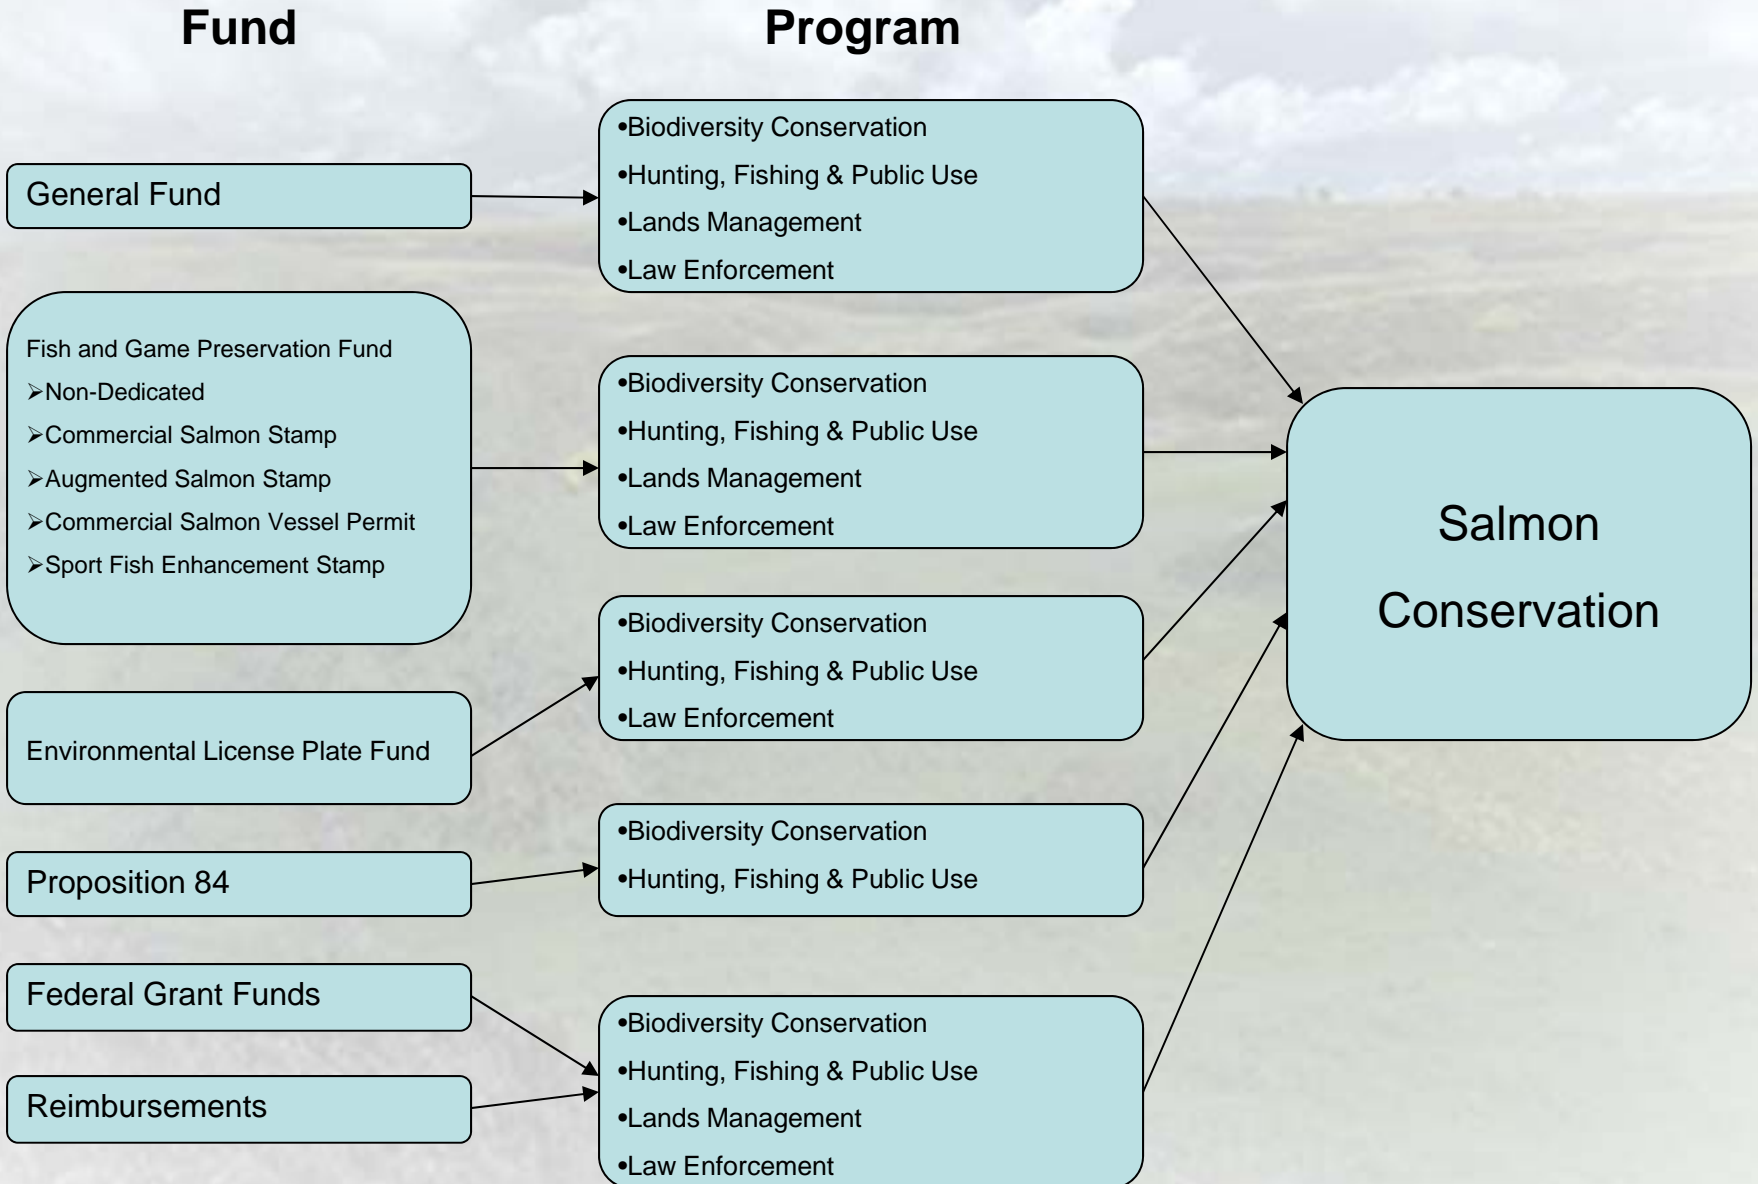 Fund
Program
General Fund
•Biodiversity Conservation
•Hunting, Fishing & Public Use
•Lands Management
•Law Enforcement
Fish and Game Preservation Fund
➢Non-Dedicated
➢Commercial Salmon Stamp
➢Augmented Salmon Stamp
➢Commercial Salmon Vessel Permit
➢Sport Fish Enhancement Stamp
•Biodiversity Conservation
•Hunting, Fishing & Public Use
•Lands Management
•Law Enforcement
Environmental License Plate Fund
•Biodiversity Conservation
•Hunting, Fishing & Public Use
•Law Enforcement
Proposition 84
•Biodiversity Conservation
•Hunting, Fishing & Public Use
Federal Grant Funds
Reimbursements
•Biodiversity Conservation
•Hunting, Fishing & Public Use
•Lands Management
•Law Enforcement
Salmon
Conservation